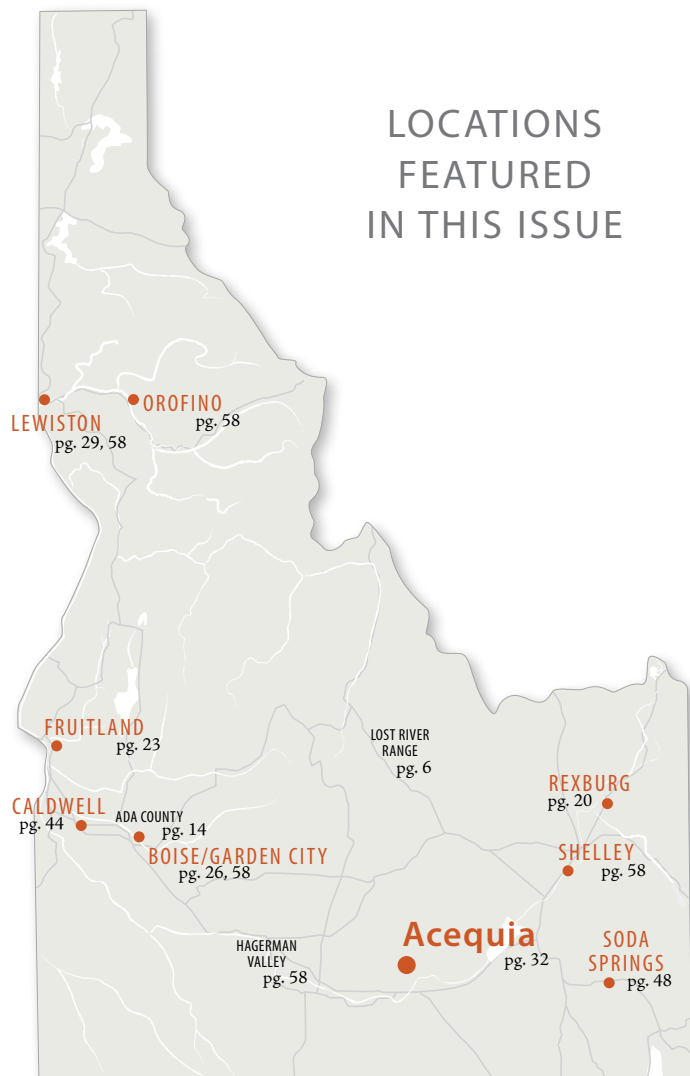 LOCATIONS
FEATURED
IN THIS ISSUE
LEWISTON
pg. 29, 58
OROFINO
pg. 58
FRUITLAND
pg. 23
LOST RIVER
RANGE
pg. 6
REXBURG
pg. 20
CALDWELL
pg. 44
ADA COUNTY
pg. 14
BOISE/GARDEN CITY
pg. 26, 58
SHELLEY
pg. 58
Acequia
pg. 32
HAGERMAN
VALLEY
pg. 58
SODA
SPRINGS
pg. 48